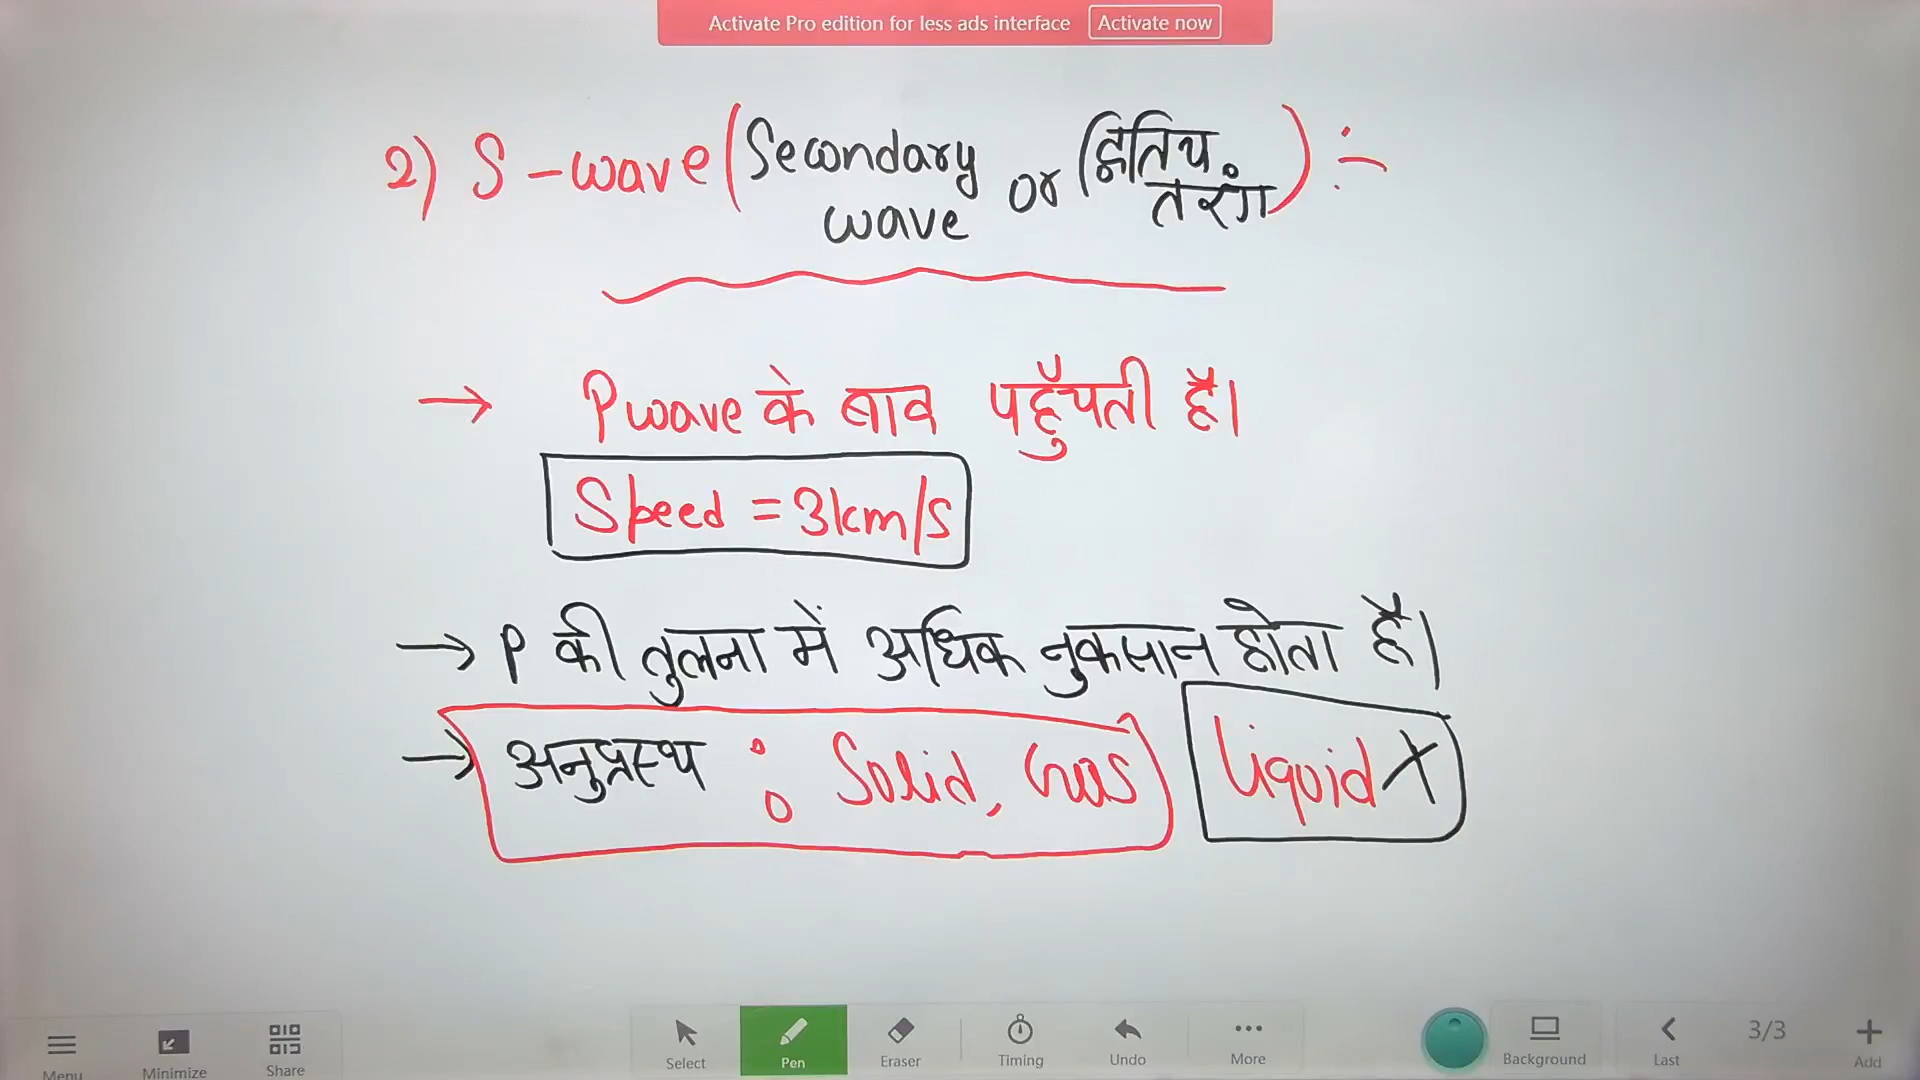 Activate Pro edition for less ads interface Activate now
2) S-wave (Secondary wave or द्वितिय तरंग) :-
→ P wave के बाद पहुँचती है।
Speed = 3km/s
→ P की तुलना में अधिक नुकसान होता है।
→ अनुप्रस्थ : Solid, Gas Liquid X
Menu Minimize Share Select Pen Eraser Timing Undo More Background Last 3/3 Add